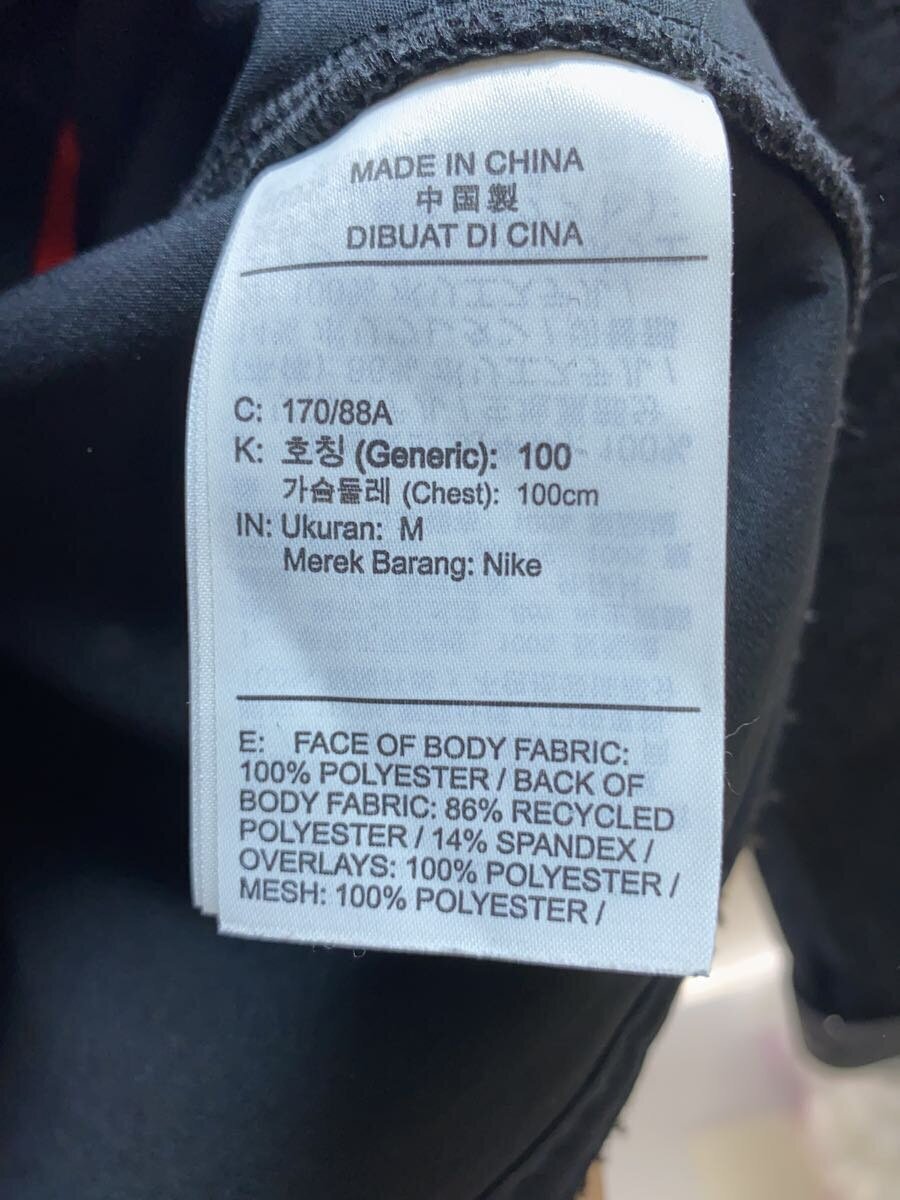 MADE IN CHINA
中国製
DIBUAT DI CINA
C: 170/88A
K: 호칭 (Generic): 100
가슴둘레 (Chest): 100cm
IN: Ukuran: M
Merek Barang: Nike
E: FACE OF BODY FABRIC:
100% POLYESTER / BACK OF
BODY FABRIC: 86% RECYCLED
POLYESTER / 14% SPANDEX /
OVERLAYS: 100% POLYESTER /
MESH: 100% POLYESTER /